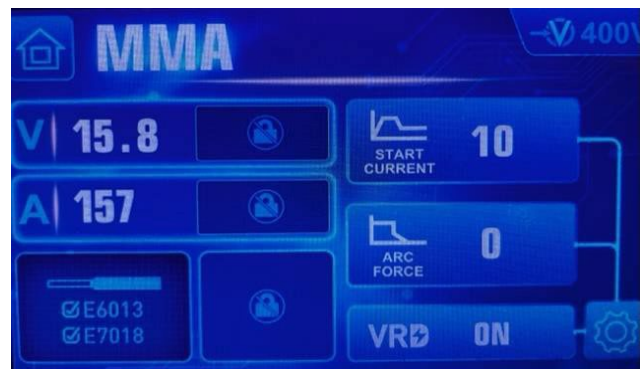 MMA
400V
V 15.8
START
CURRENT
10
A 157
ARC
FORCE
0
E6013
E7018
VRD ON